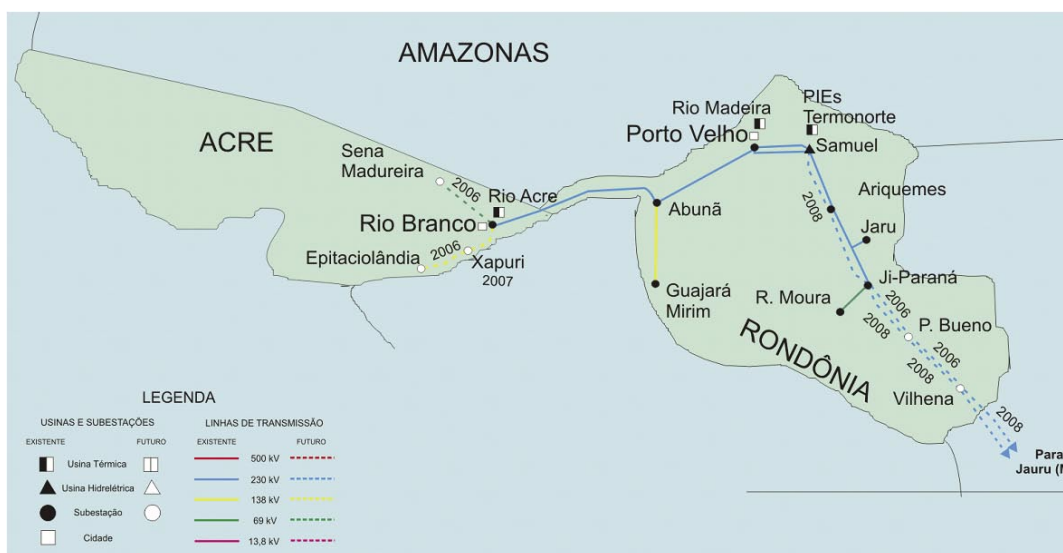 AMAZONAS
ACRE
Sena
Madureira
2006
Rio Acre
Rio Branco
Epitaciolândia
2006
Xapuri
2007
Rio Madeira
Porto Velho
PIEs
Termonorte
Samuel
Abunã
Guajará
Mirim
2008
Ariquemes
Jaru
Ji-Paraná
R. Moura
2006
2008
P. Bueno
RONDÔNIA
2006
2008
Vilhena
2008
Para
Jauru (M
LEGENDA
USINAS E SUBESTAÇÕES
EXISTENTE FUTURO
Usina Térmica
Usina Hidrelétrica
Subestação
Cidade
LINHAS DE TRANSMISSÃO
EXISTENTE FUTURO
500 kV
230 kV
138 kV
69 kV
13,8 kV